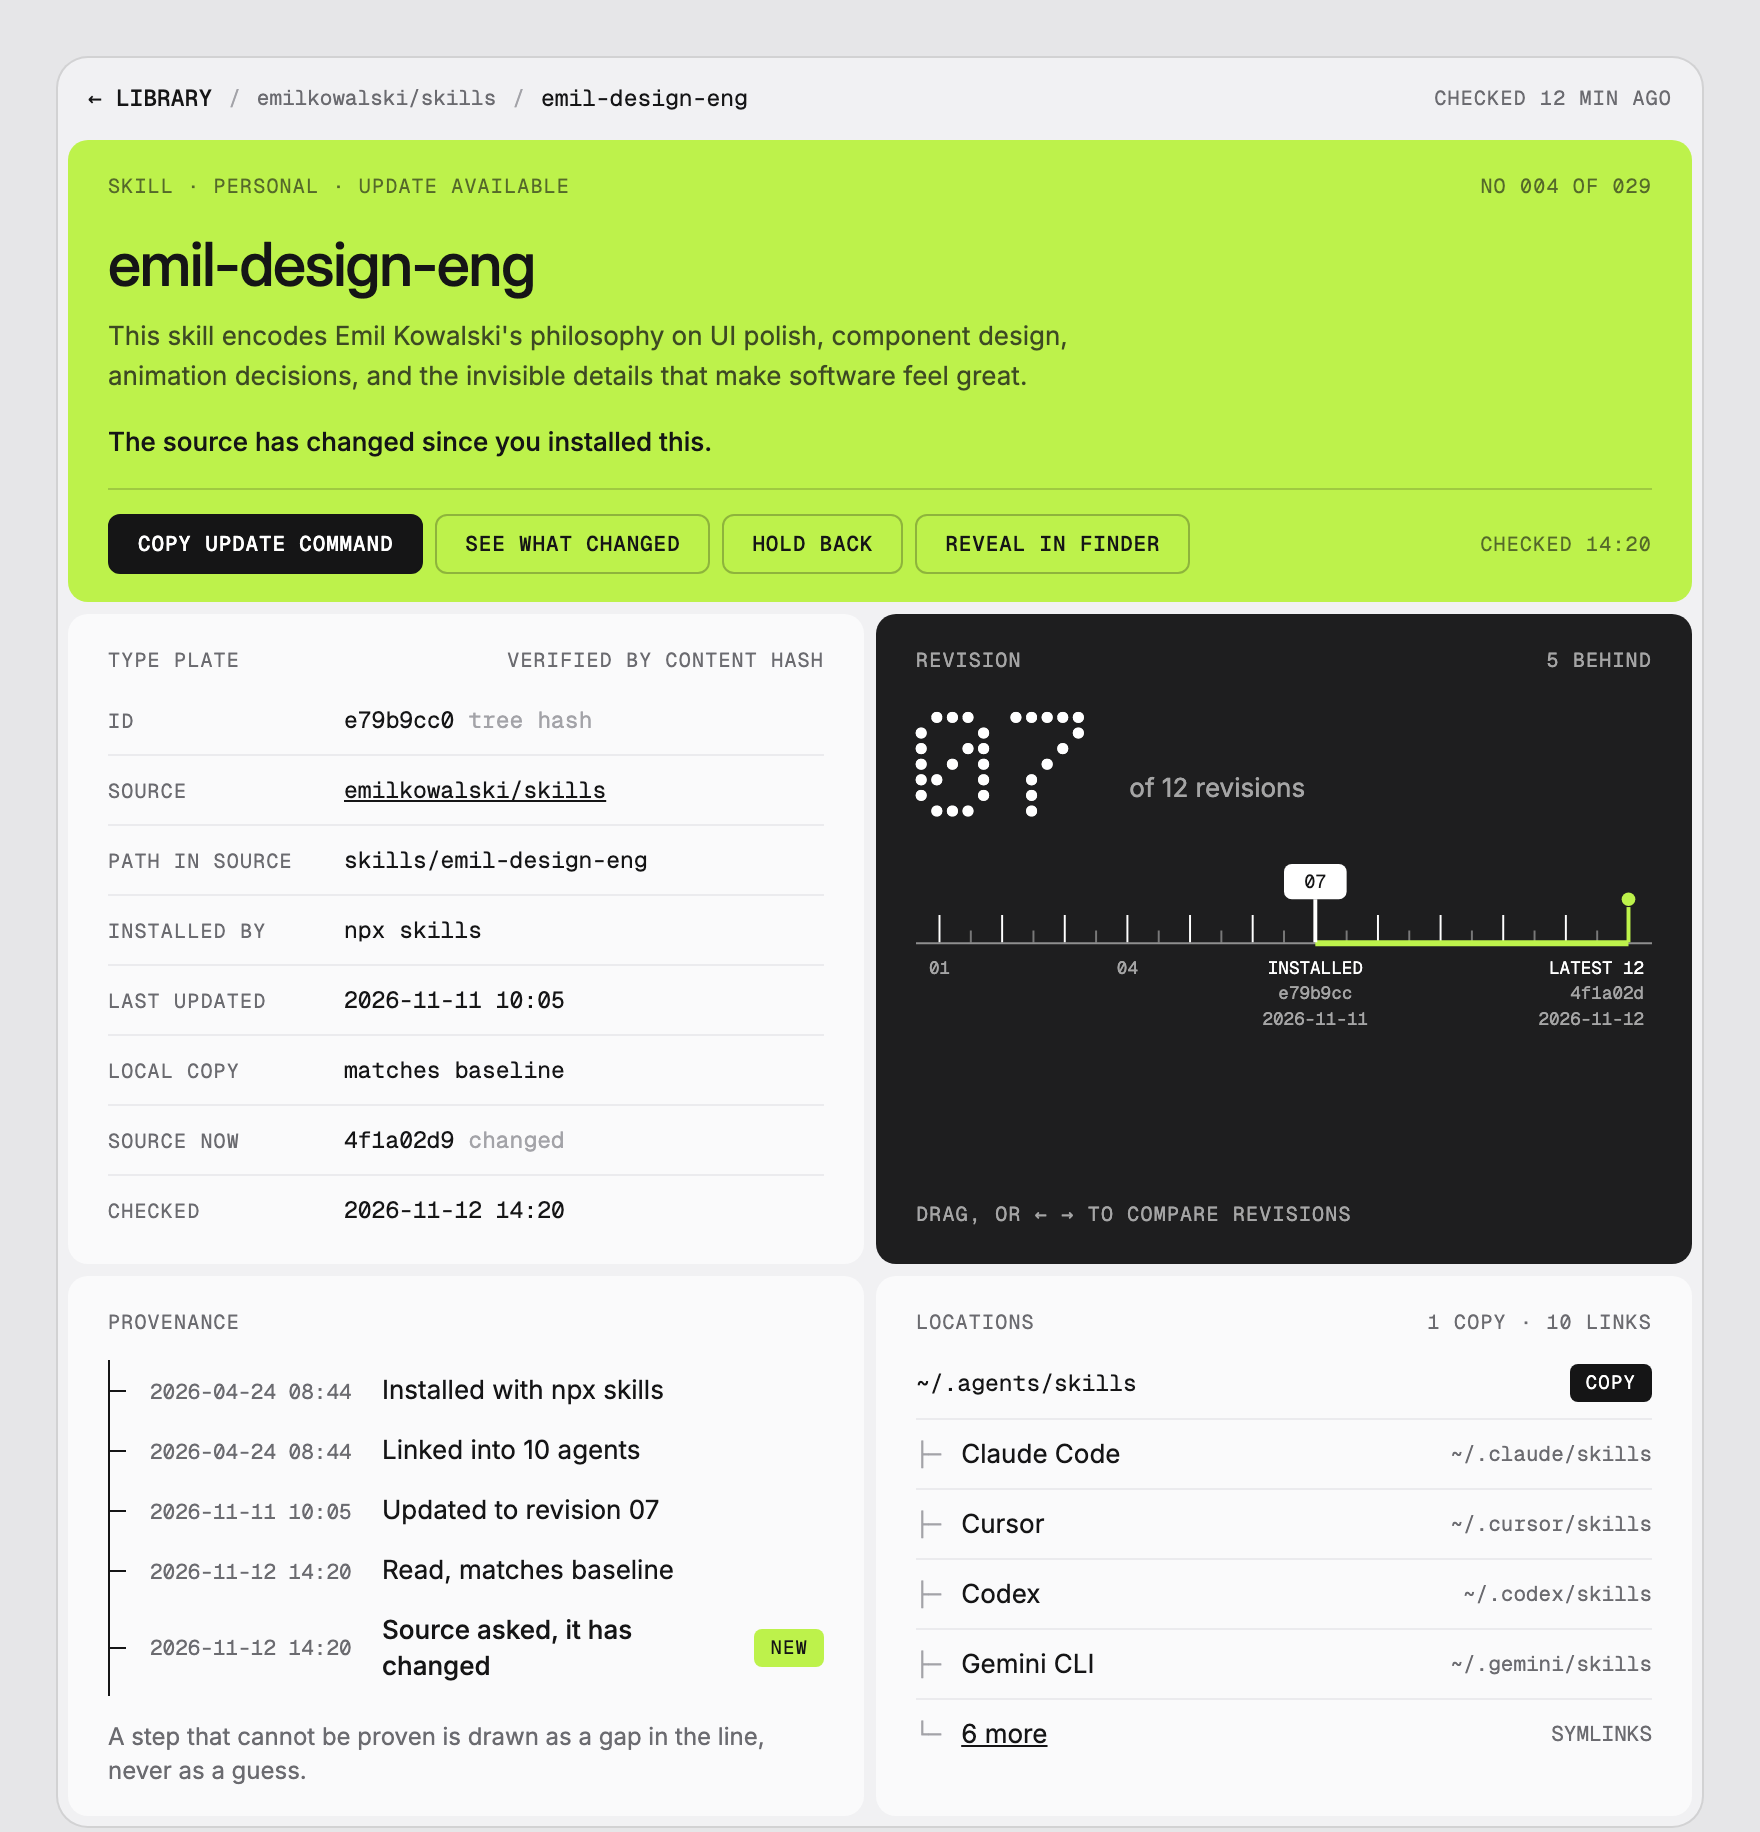 ← LIBRARY / emilkowalski/skills / emil-design-eng
CHECKED 12 MIN AGO
SKILL · PERSONAL · UPDATE AVAILABLE
NO 004 OF 029
emil-design-eng
This skill encodes Emil Kowalski's philosophy on UI polish, component design,
animation decisions, and the invisible details that make software feel great.
The source has changed since you installed this.
COPY UPDATE COMMAND
SEE WHAT CHANGED
HOLD BACK
REVEAL IN FINDER
CHECKED 14:20
TYPE PLATE
VERIFIED BY CONTENT HASH
ID e79b9cc0 tree hash
SOURCE emilkowalski/skills
PATH IN SOURCE skills/emil-design-eng
INSTALLED BY npx skills
LAST UPDATED 2026-11-11 10:05
LOCAL COPY matches baseline
SOURCE NOW 4f1a02d9 changed
CHECKED 2026-11-12 14:20
REVISION
5 BEHIND
07 of 12 revisions
07
01
04
INSTALLED
e79b9cc
2026-11-11
LATEST 12
4f1a02d
2026-11-12
DRAG, OR ← → TO COMPARE REVISIONS
PROVENANCE
2026-04-24 08:44 Installed with npx skills
2026-04-24 08:44 Linked into 10 agents
2026-11-11 10:05 Updated to revision 07
2026-11-12 14:20 Read, matches baseline
2026-11-12 14:20 Source asked, it has
changed
NEW
A step that cannot be proven is drawn as a gap in the line,
never as a guess.
LOCATIONS
1 COPY · 10 LINKS
~/.agents/skills
COPY
Claude Code ~/.claude/skills
Cursor ~/.cursor/skills
Codex ~/.codex/skills
Gemini CLI ~/.gemini/skills
6 more SYMLINKS